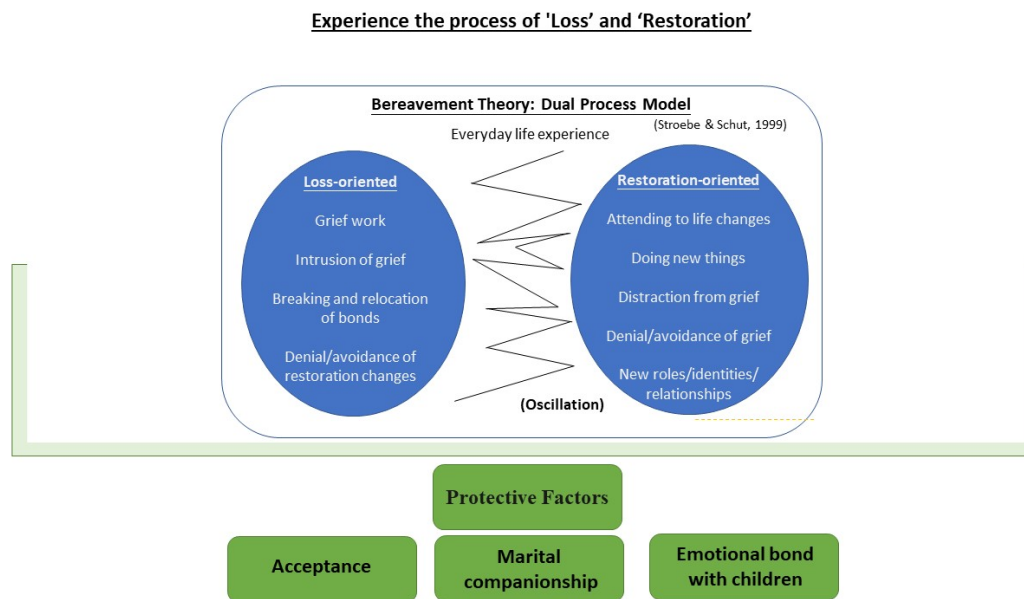 Experience the process of 'Loss’ and ‘Restoration’
Bereavement Theory: Dual Process Model
(Stroebe & Schut, 1999)
Everyday life experience
Loss-oriented
Grief work
Intrusion of grief
Breaking and relocation
of bonds
Denial/avoidance of
restoration changes
Restoration-oriented
Attending to life changes
Doing new things
Distraction from grief
Denial/avoidance of grief
New roles/identities/
relationships
(Oscillation)
Protective Factors
Acceptance
Marital
companionship
Emotional bond
with children